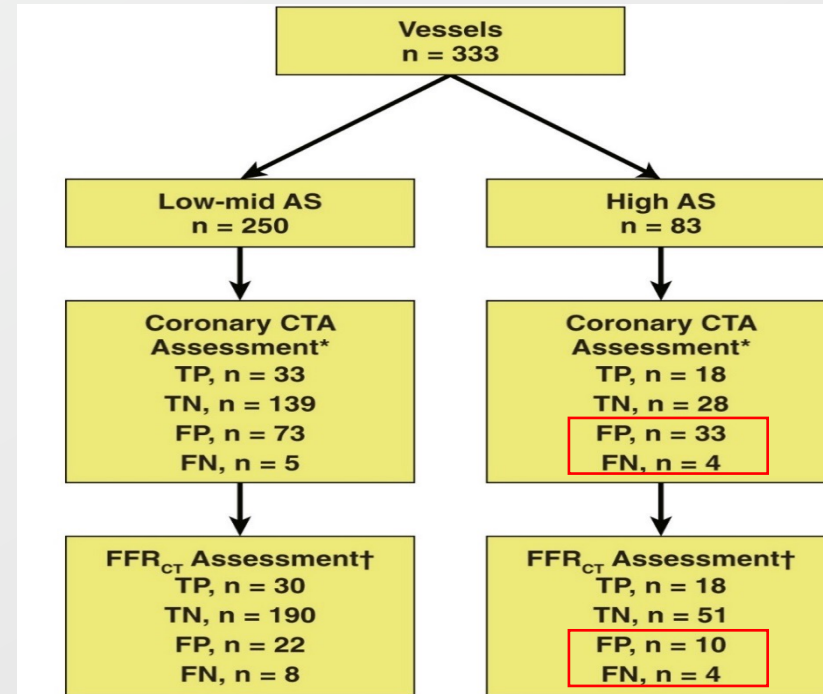 Vessels
n = 333
Low-mid AS
n = 250
High AS
n = 83
Coronary CTA
Assessment*
TP, n = 33
TN, n = 139
FP, n = 73
FN, n = 5
Coronary CTA
Assessment*
TP, n = 18
TN, n = 28
FP, n = 33
FN, n = 4
FFRCT Assessment†
TP, n = 30
TN, n = 190
FP, n = 22
FN, n = 8
FFRCT Assessment†
TP, n = 18
TN, n = 51
FP, n = 10
FN, n = 4